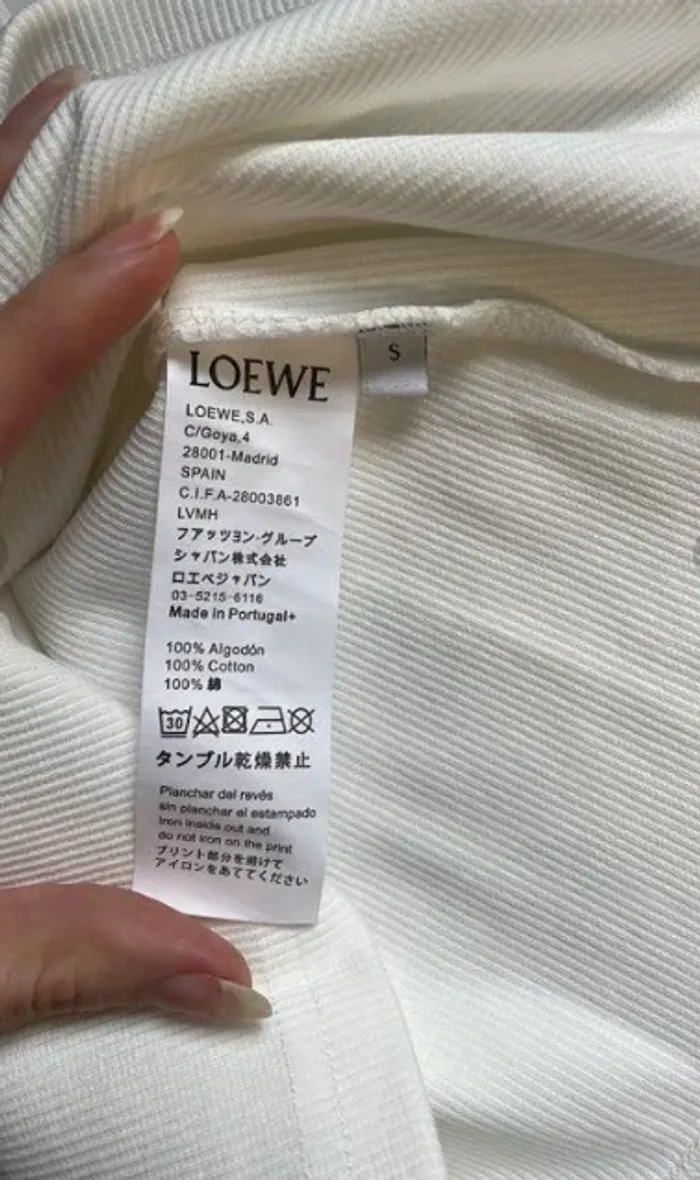 LOEWE
S
LOEWE,S.A.
C/Goya,4
28001-Madrid
SPAIN
C.I.F.A-28003861
LVMH
フアッツヨン·グループ
シャパン株式会社
ロエベジャパン
03-5215-6116
Made in Portugal+
100% Algodón
100% Cotton
100% 綿
30
タンブル乾燥禁止
Planchar del revés
sin planchar el estampado
Iron inside out and
do not iron on the print
プリント部分を避けて
アイロンをあててください